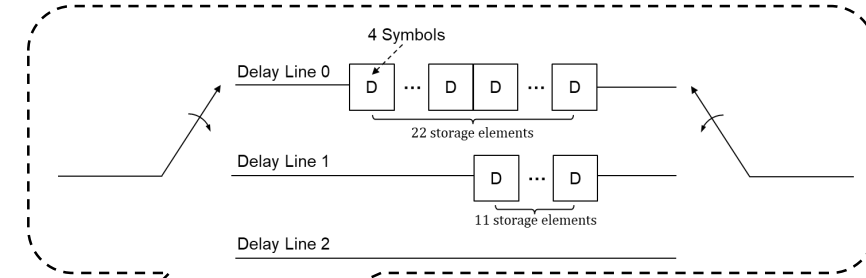 4 Symbols
Delay Line 0
D ... D D ... D
22 storage elements
Delay Line 1
D ... D
11 storage elements
Delay Line 2